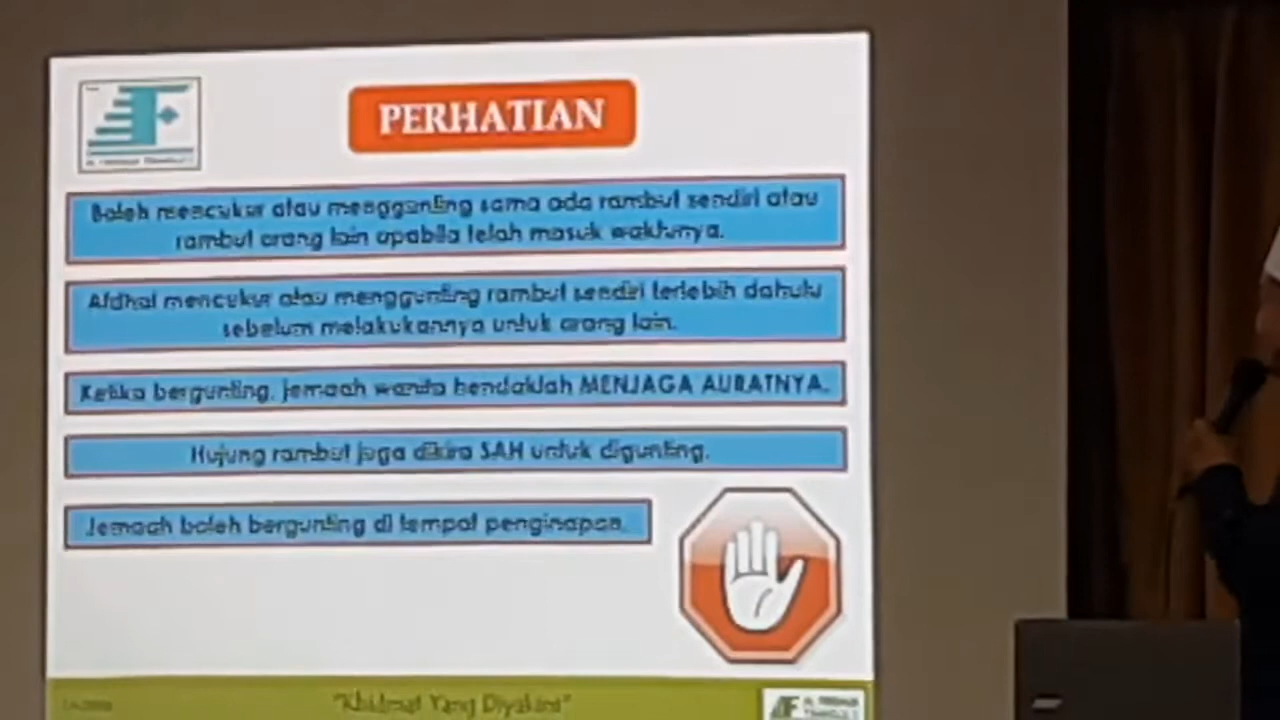 PERHATIAN
Boleh mencukur atau menggunting sama ada rambut sendiri atau
rambut orang lain apabila telah masuk waktunya.
Afdhal mencukur atau menggunting rambut sendiri terlebih dahulu
sebelum melakukannya untuk orang lain.
Ketika bergunting, jemaah wanita hendaklah MENJAGA AURATNYA.
Hujung rambut juga dikira SAH untuk digunting.
Jemaah boleh bergunting di tempat penginapan.
"Khidmat Yang Diyakini"